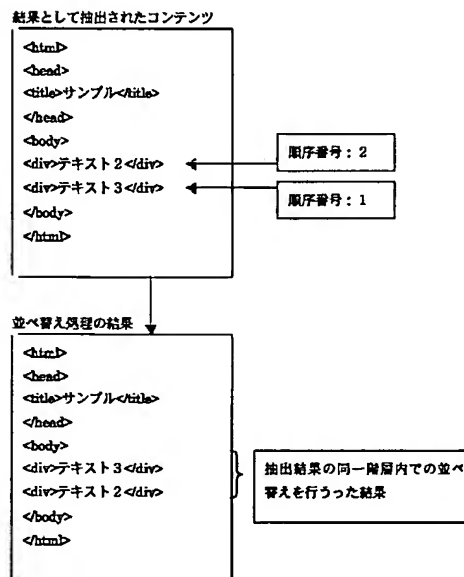 結果として抽出されたコンテンツ
<html>
<head>
<title>サンプル</title>
</head>
<body>
<div>テキスト2</div>
<div>テキスト3</div>
</body>
</html>
順序番号：2
順序番号：1
並べ替え処理の結果
<html>
<head>
<title>サンプル</title>
</head>
<body>
<div>テキスト3</div>
<div>テキスト2</div>
</body>
</html>
抽出結果の同一階層内での並べ
替えを行うった結果